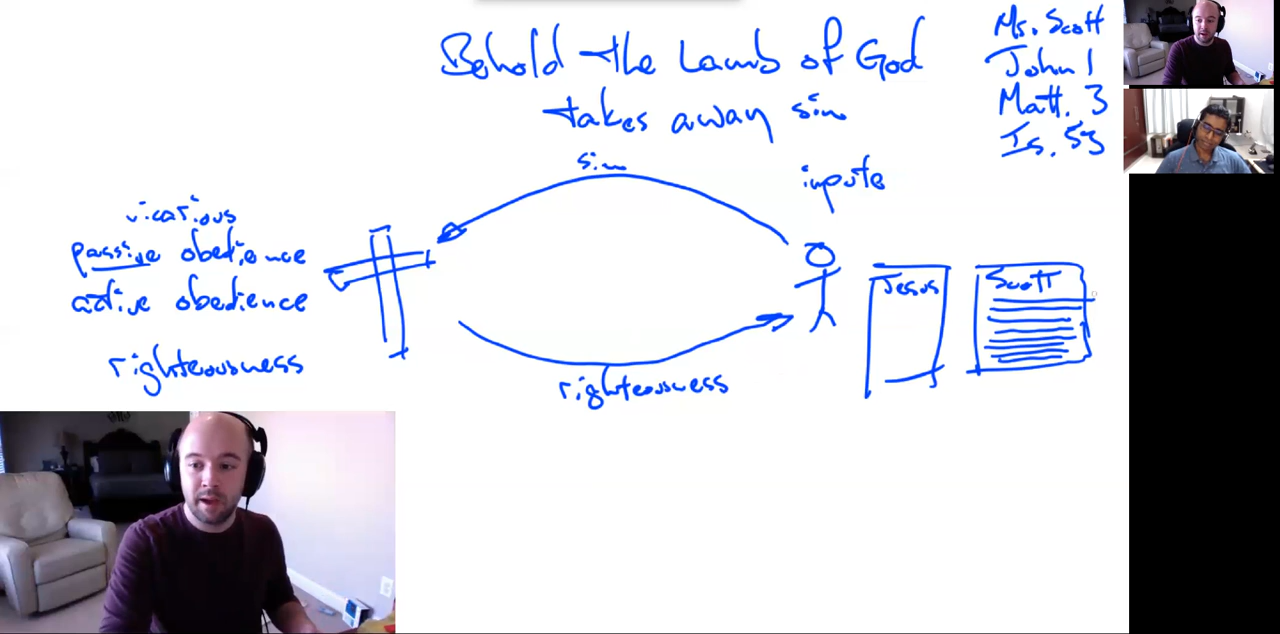 Behold the Lamb of God
takes away sin
Ms. Scott
John 1
Matt. 3
Is. 53
sin
impute
vicarious
passive obedience
active obedience
righteousness
righteousness
Jesus
Scott